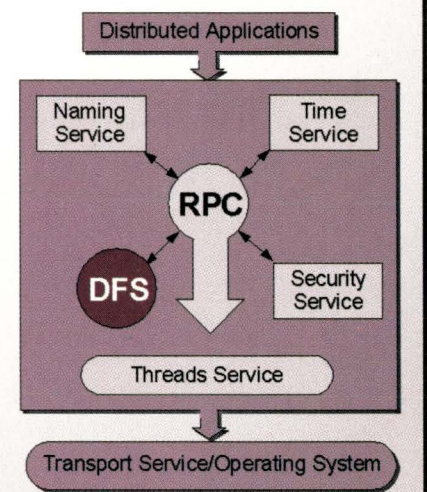 Distributed Applications
Naming
Service
Time
Service
RPC
DFS
Security
Service
Threads Service
Transport Service/Operating System